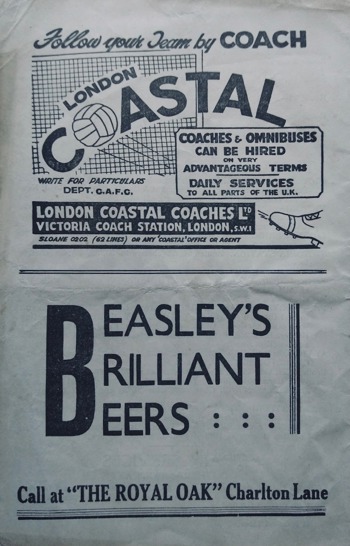 Follow your Team by COACH
LONDON
COASTAL
COACHES & OMNIBUSES
CAN BE HIRED
ON VERY
ADVANTAGEOUS TERMS
DAILY SERVICES
TO ALL PARTS OF THE U.K.
WRITE FOR PARTICULARS
DEPT. C.A.F.C.
LONDON COASTAL COACHES LTD
VICTORIA COACH STATION, LONDON, S.W.1
SLOANE 0202 (62 LINES) OR ANY 'COASTAL' OFFICE OR AGENT
BEASLEY'S
BRILLIANT
BEERS : : :
Call at "THE ROYAL OAK" Charlton Lane